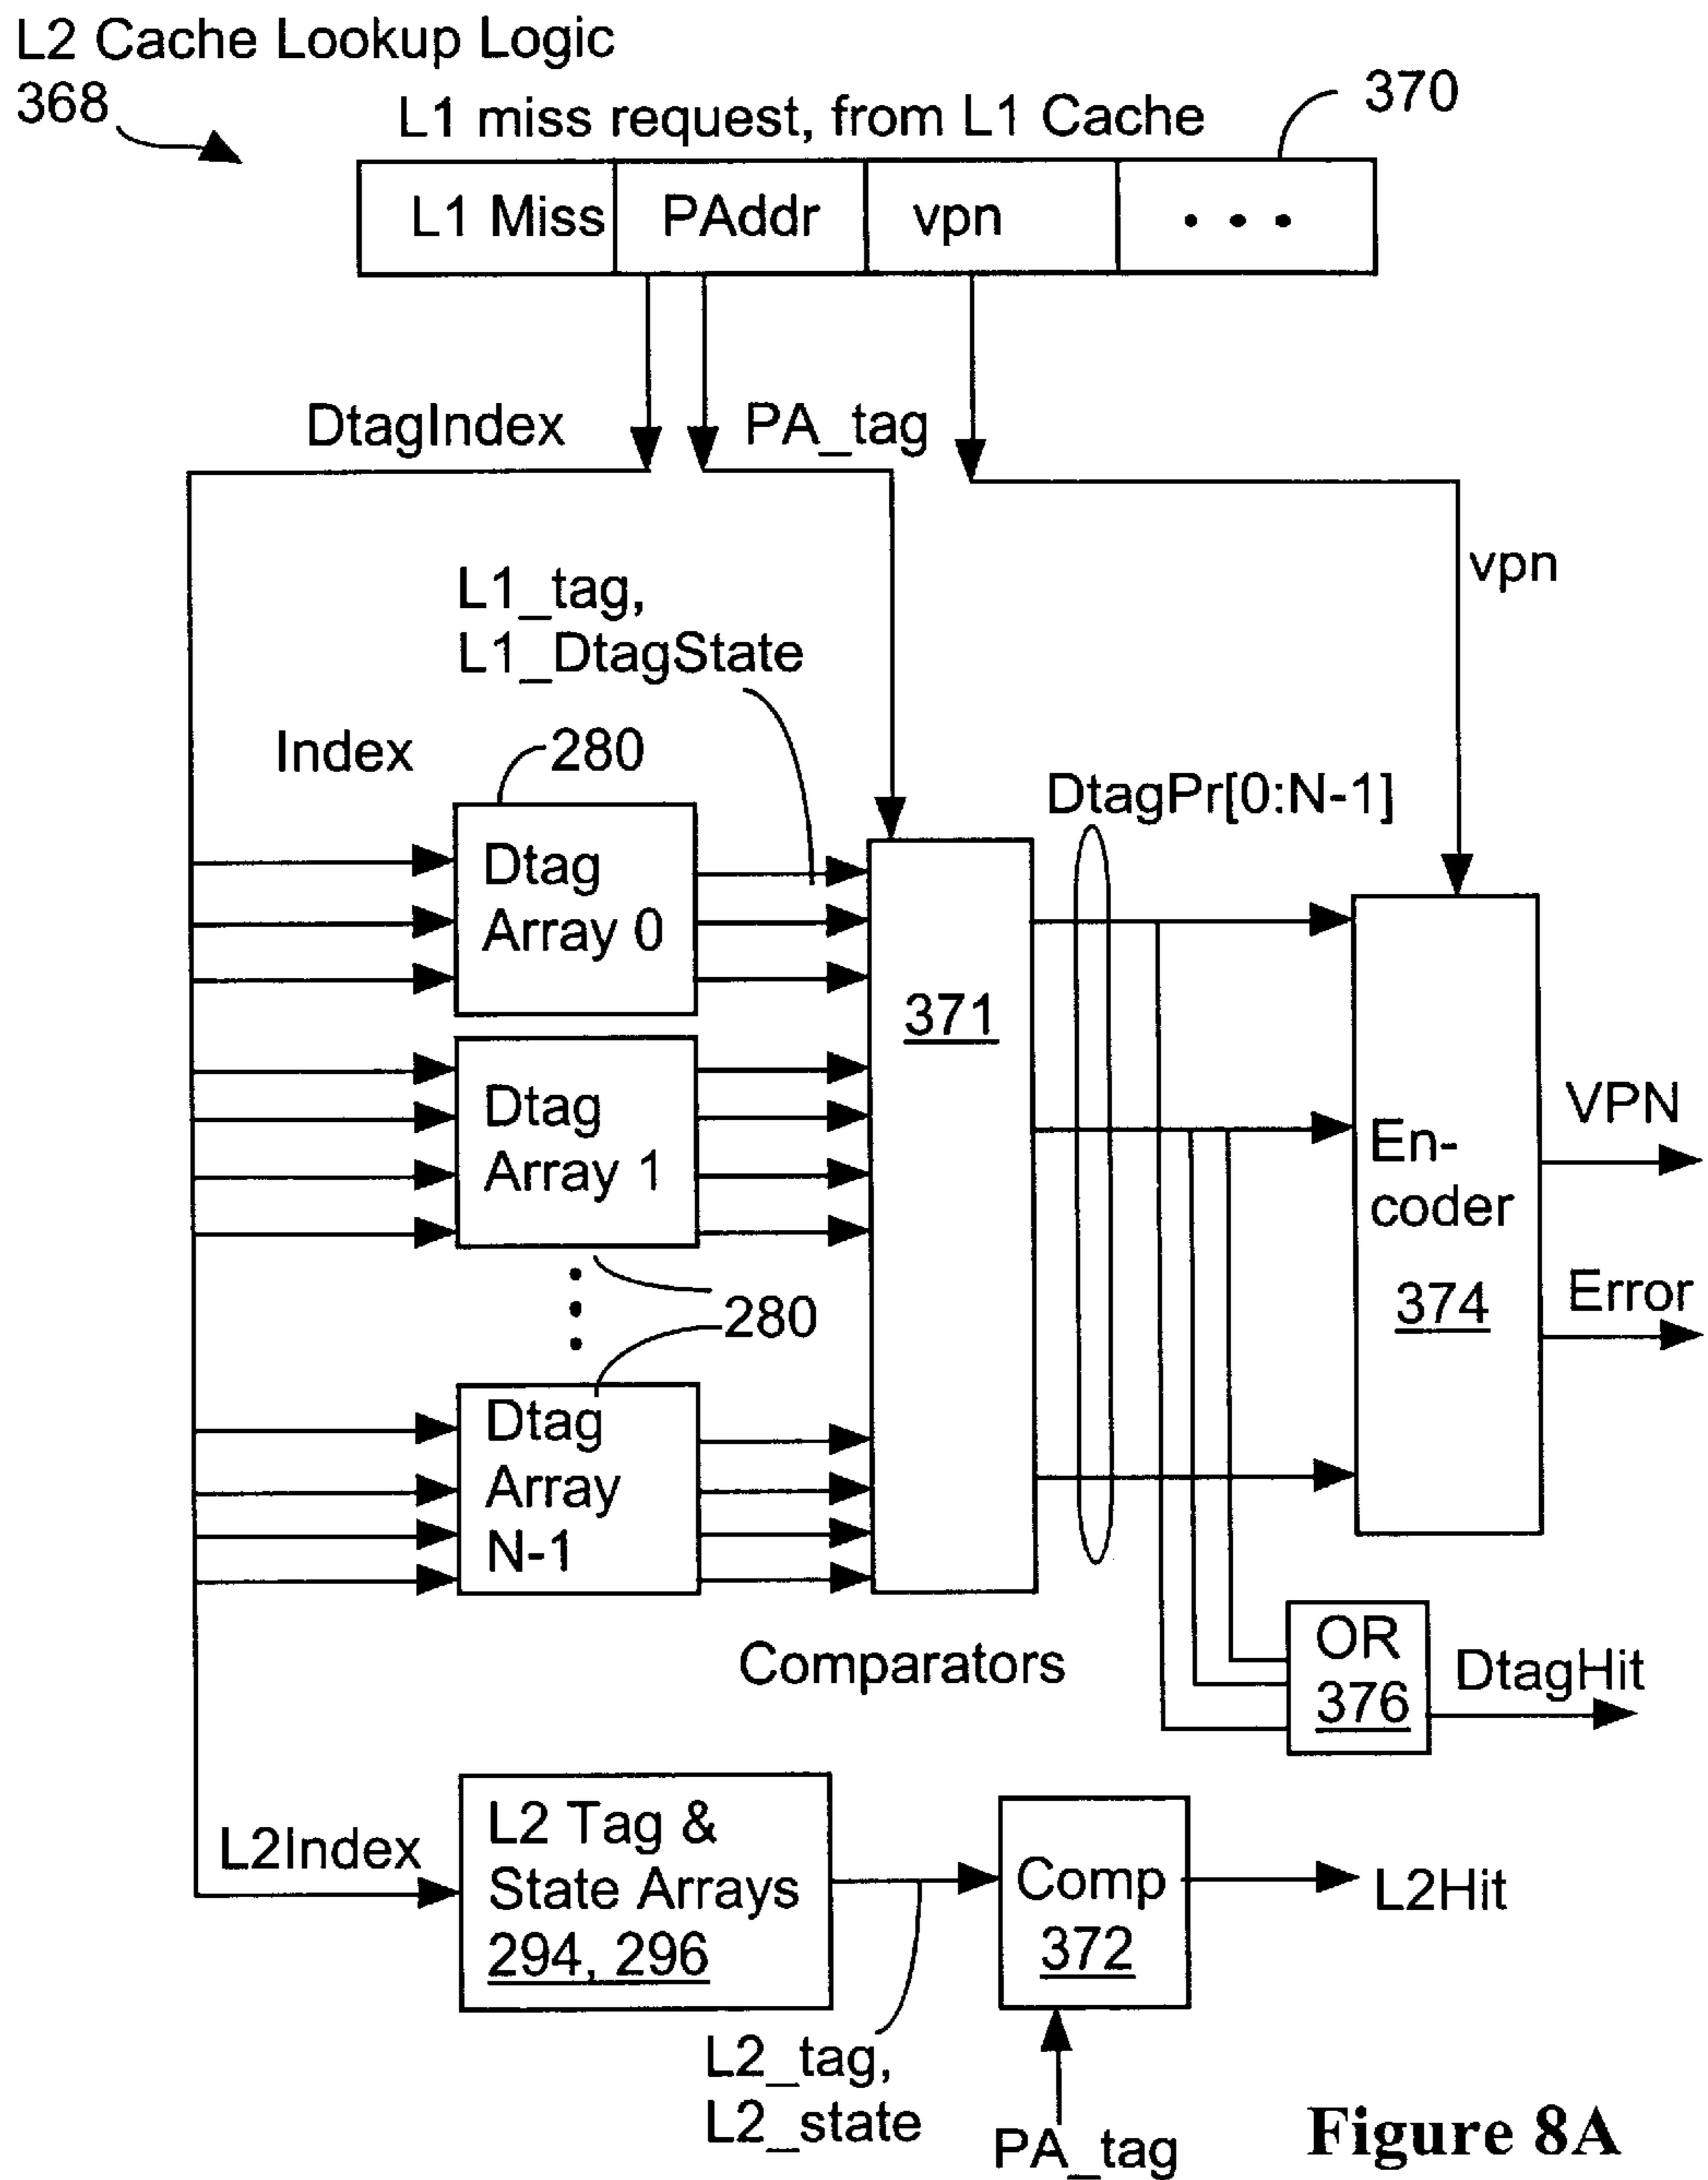 L2 Cache Lookup Logic
368
L1 miss request, from L1 Cache
370
L1 Miss
PAddr
vpn
• • •
DtagIndex
PA_tag
vpn
L1_tag,
L1_DtagState
Index
280
DtagPr[0:N-1]
Dtag
Array 0
371
Dtag
Array 1
VPN
En-
coder
374
Error
280
Dtag
Array
N-1
Comparators
OR
376
DtagHit
L2Index
L2 Tag &
State Arrays
294, 296
Comp
372
L2Hit
L2_tag,
L2_state
PA_tag
Figure 8A